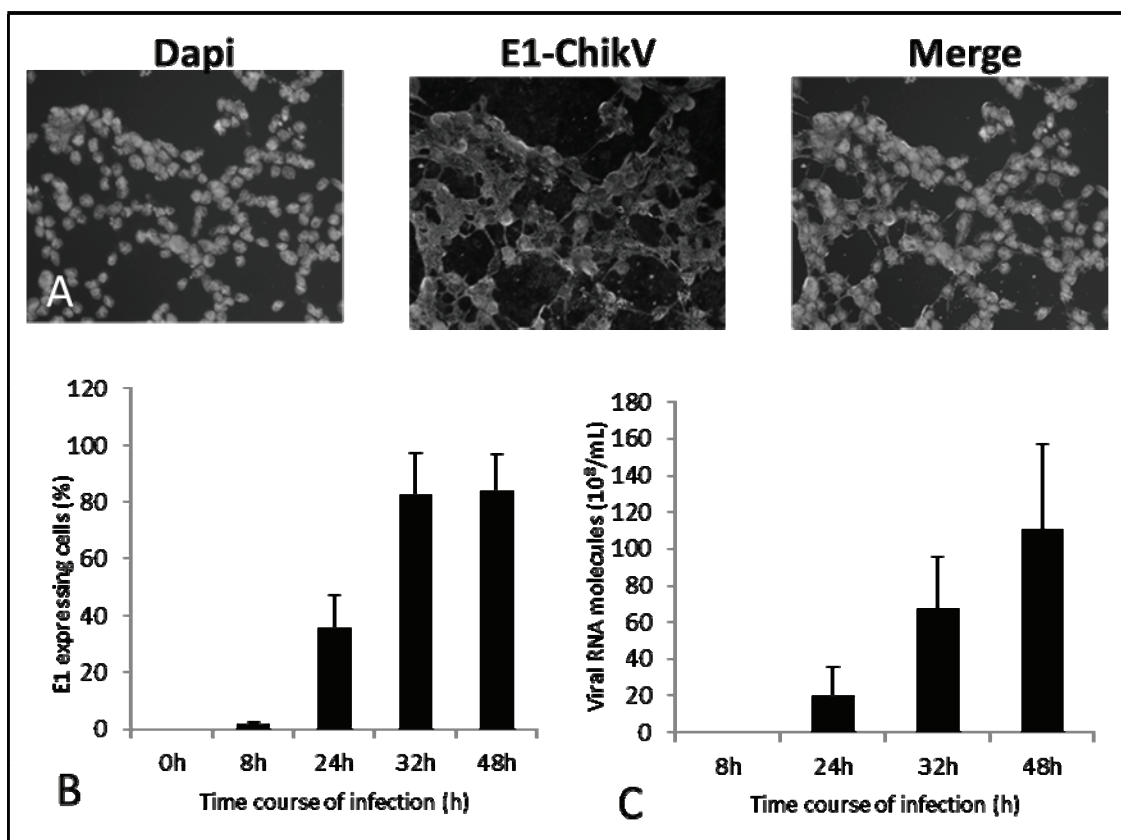 Dapi
E1-ChikV
Merge
A
120
100
80
60
40
20
0
E1 expressing cells (%)
0h 8h 24h 32h 48h
B
Time course of infection (h)
180
160
140
120
100
80
60
40
20
0
Viral RNA molecules (10⁸/mL)
8h 24h 32h 48h
C
Time course of infection (h)